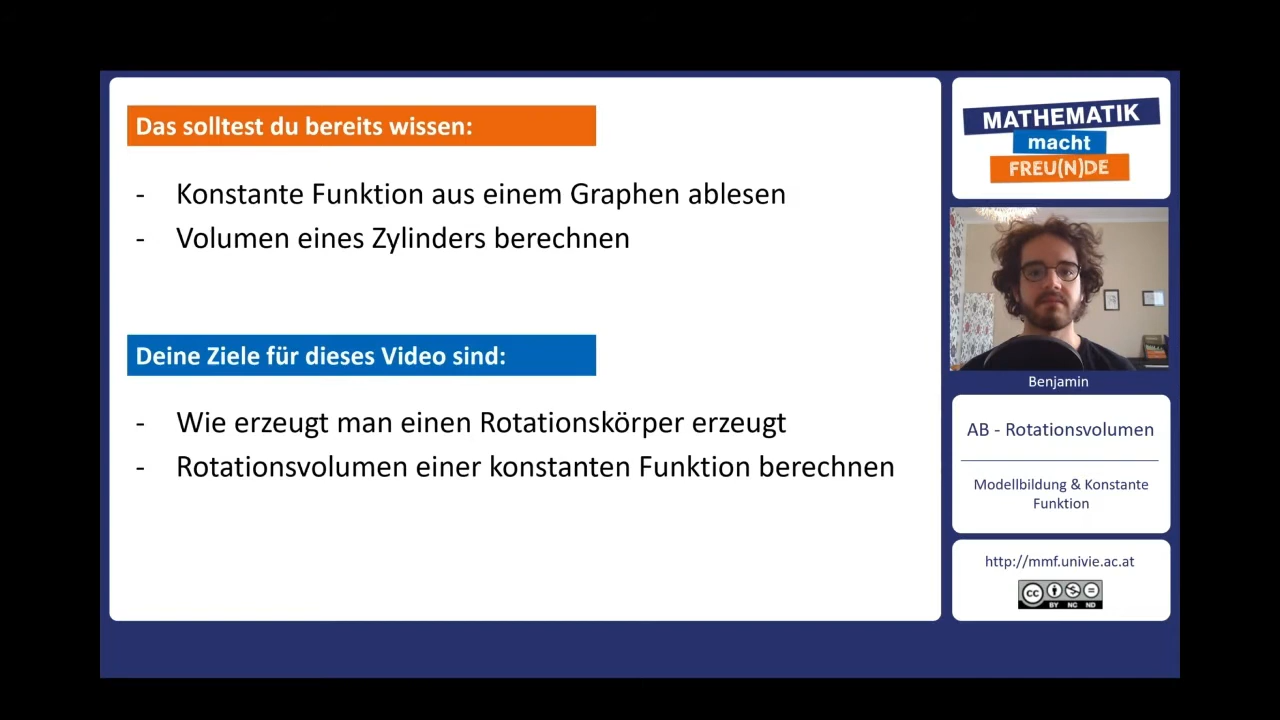 Das solltest du bereits wissen:
- Konstante Funktion aus einem Graphen ablesen
- Volumen eines Zylinders berechnen
Deine Ziele für dieses Video sind:
- Wie erzeugt man einen Rotationskörper erzeugt
- Rotationsvolumen einer konstanten Funktion berechnen
MATHEMATIK
macht
FREU(N)DE
Benjamin
AB - Rotationsvolumen
Modellbildung & Konstante
Funktion
http://mmf.univie.ac.at
cc
BY NC ND